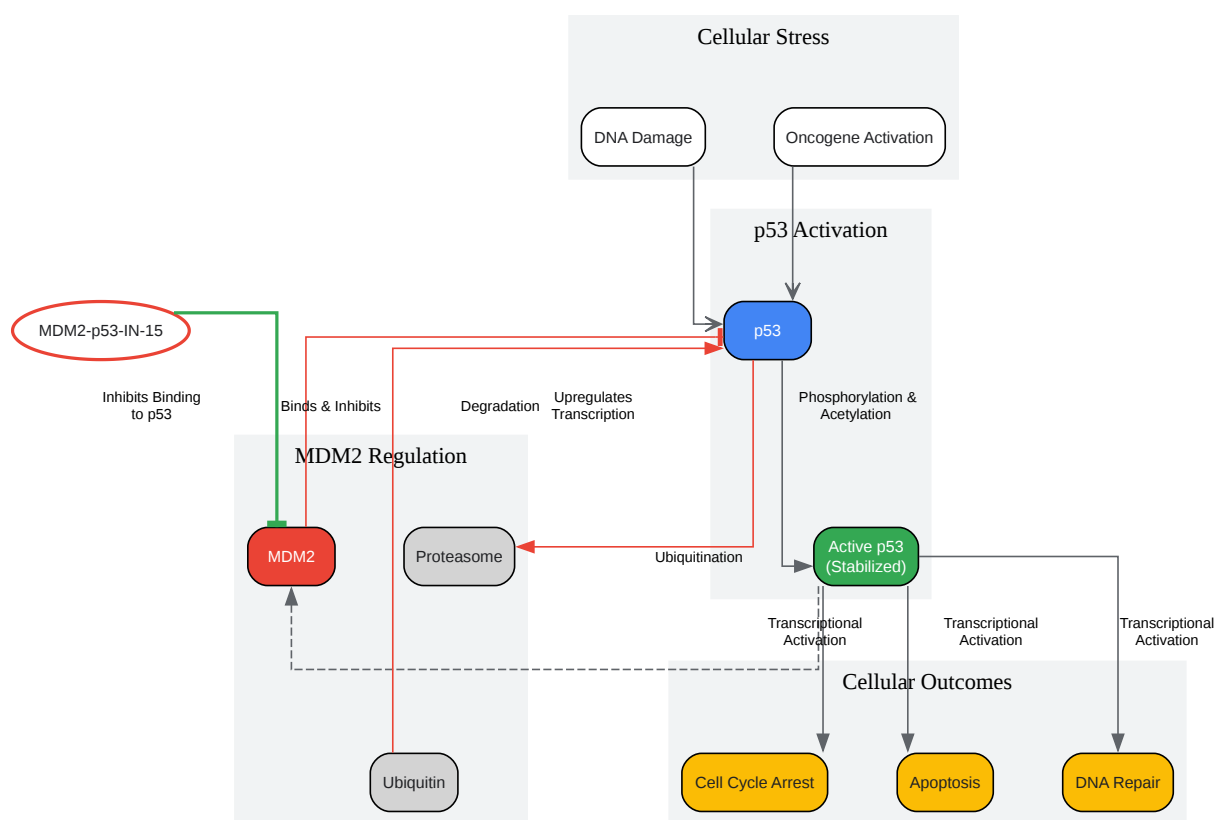 Cellular Stress
DNA Damage
Oncogene Activation
p53 Activation
MDM2-p53-IN-15
p53
Inhibits Binding
to p53
Binds & Inhibits
Degradation
Upregulates
Transcription
Phosphorylation &
Acetylation
MDM2 Regulation
MDM2
Proteasome
Ubiquitination
Active p53
(Stabilized)
Transcriptional
Activation
Transcriptional
Activation
Transcriptional
Activation
Cellular Outcomes
Ubiquitin
Cell Cycle Arrest
Apoptosis
DNA Repair